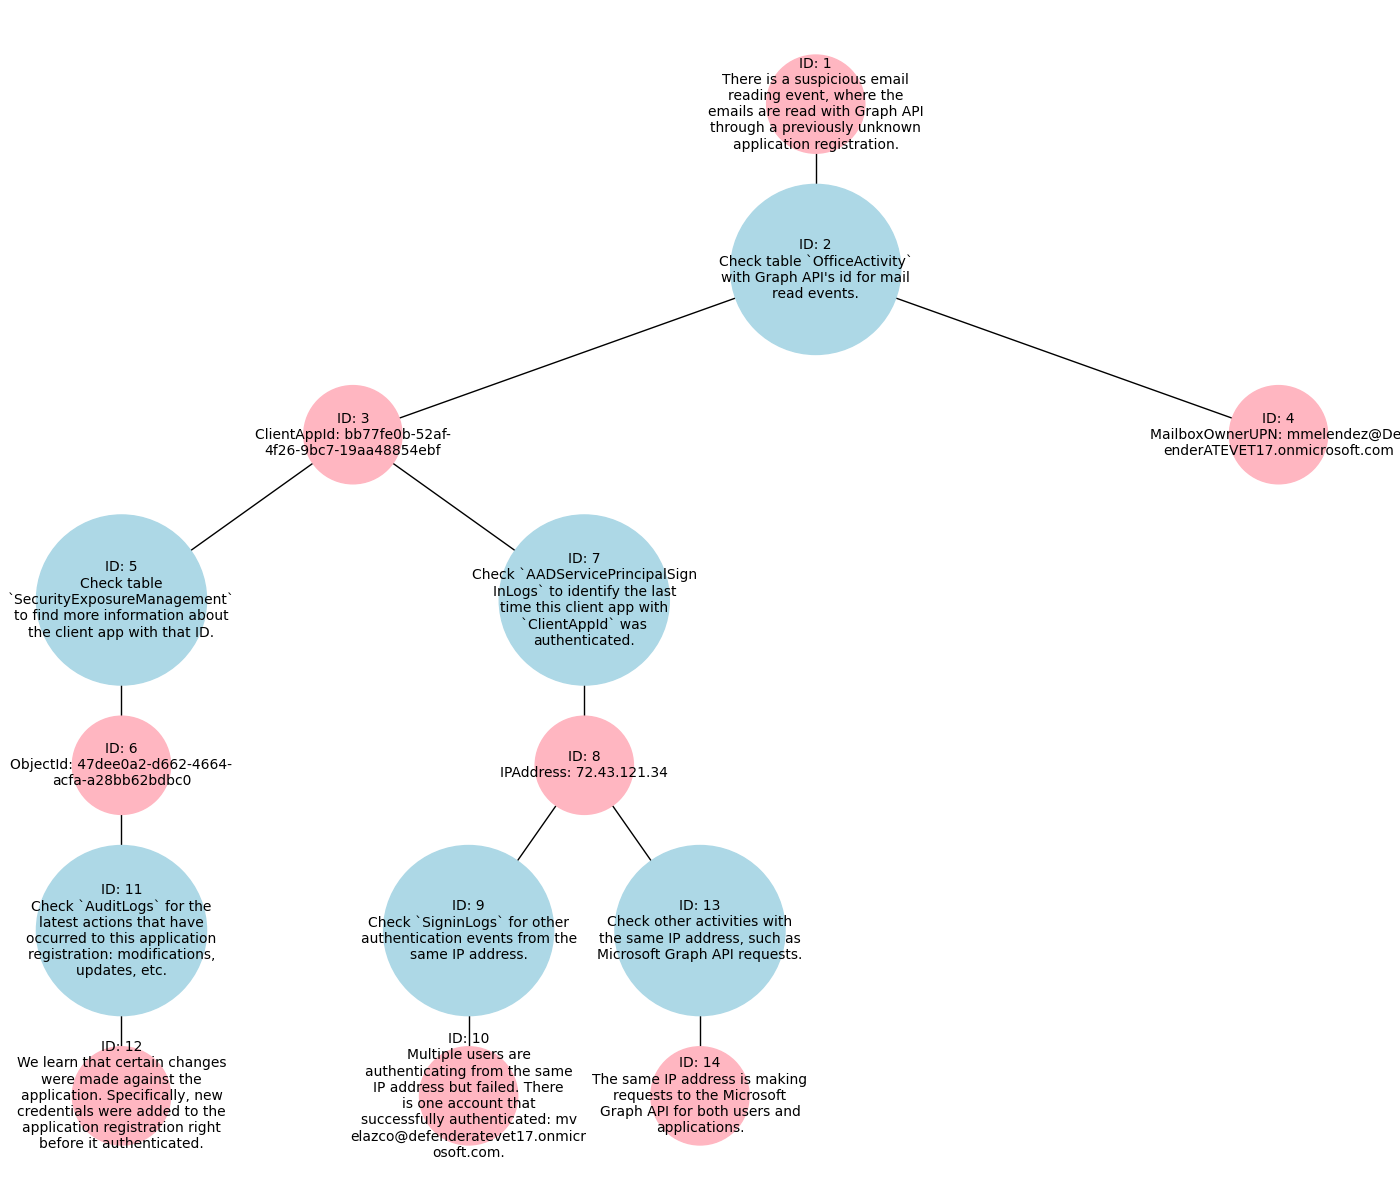 ID: 1
There is a suspicious email
reading event, where the
emails are read with Graph API
through a previously unknown
application registration.
ID: 2
Check table `OfficeActivity`
with Graph API's id for mail
read events.
ID: 3
ClientAppId: bb77fe0b-52af-
4f26-9bc7-19aa48854ebf
ID: 4
MailboxOwnerUPN: mmelendez@De
enderATEVET17.onmicrosoft.com
ID: 5
Check table
`SecurityExposureManagement`
to find more information about
the client app with that ID.
ID: 7
Check `AADServicePrincipalSign
InLogs` to identify the last
time this client app with
`ClientAppId` was
authenticated.
ID: 6
ObjectId: 47dee0a2-d662-4664-
acfa-a28bb62bdbc0
ID: 8
IPAddress: 72.43.121.34
ID: 11
Check `AuditLogs` for the
latest actions that have
occurred to this application
registration: modifications,
updates, etc.
ID: 9
Check `SigninLogs` for other
authentication events from the
same IP address.
ID: 13
Check other activities with
the same IP address, such as
Microsoft Graph API requests.
ID: 12
We learn that certain changes
were made against the
application. Specifically, new
credentials were added to the
application registration right
before it authenticated.
ID: 10
Multiple users are
authenticating from the same
IP address but failed. There
is one account that
successfully authenticated: mv
elazco@defenderatevet17.onmicr
osoft.com.
ID: 14
The same IP address is making
requests to the Microsoft
Graph API for both users and
applications.